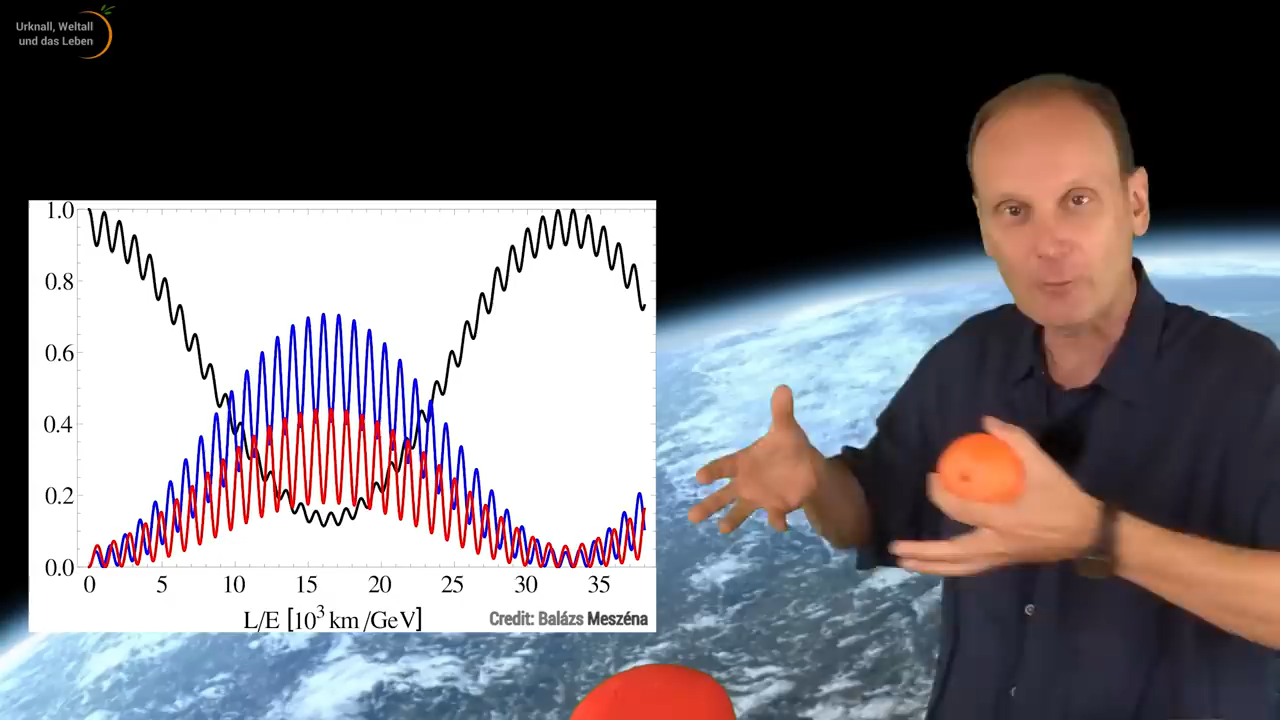 Urknall, Weltall
und das Leben
1.0
0.8
0.6
0.4
0.2
0.0
0 5 10 15 20 25 30 35
L/E [10³ km/GeV]
Credit: Balázs Meszéna